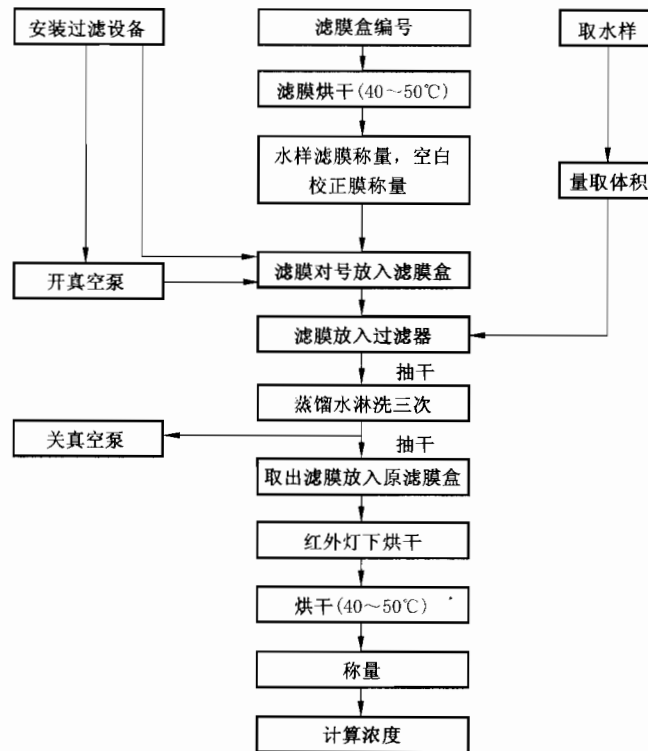 安装过滤设备
滤膜盒编号
取水样
滤膜烘干(40～50℃)
水样滤膜称量，空白
校正膜称量
量取体积
开真空泵
滤膜对号放入滤膜盒
滤膜放入过滤器
抽干
蒸馏水淋洗三次
关真空泵
抽干
取出滤膜放入原滤膜盒
红外灯下烘干
烘干(40～50℃)
称量
计算浓度